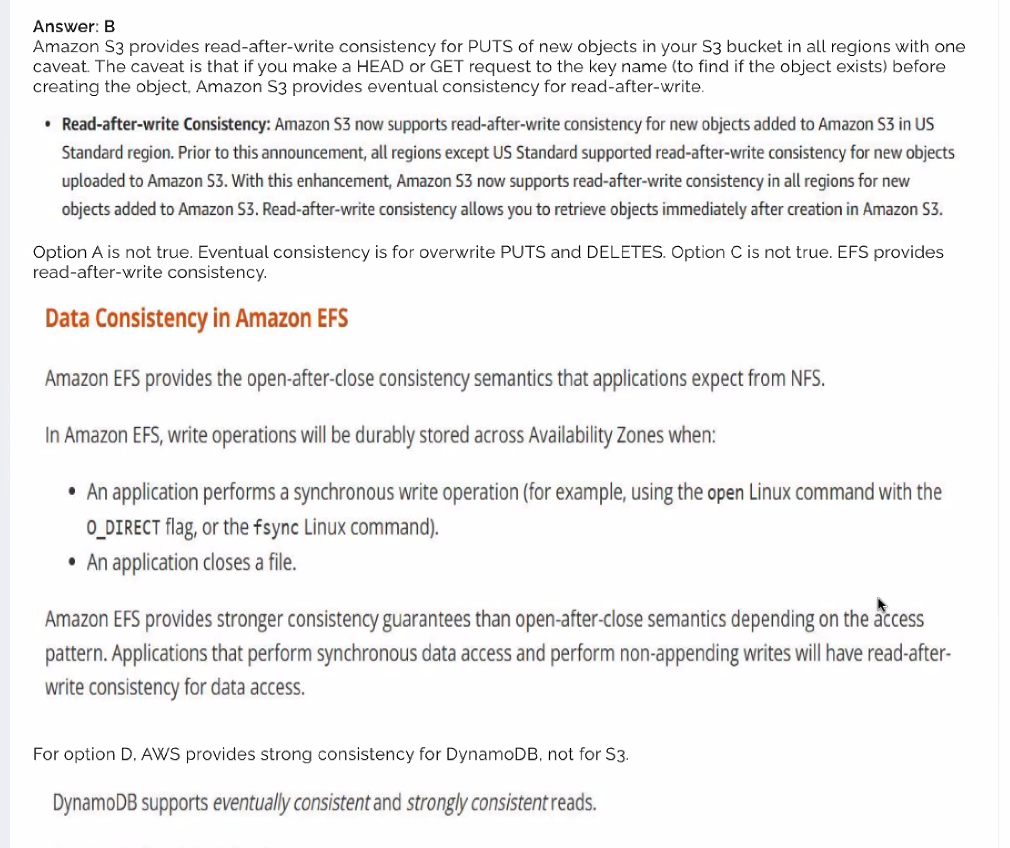 Answer: B
Amazon S3 provides read-after-write consistency for PUTS of new objects in your S3 bucket in all regions with one
caveat. The caveat is that if you make a HEAD or GET request to the key name (to find if the object exists) before
creating the object, Amazon S3 provides eventual consistency for read-after-write.
• Read-after-write Consistency: Amazon S3 now supports read-after-write consistency for new objects added to Amazon S3 in US
Standard region. Prior to this announcement, all regions except US Standard supported read-after-write consistency for new objects
uploaded to Amazon S3. With this enhancement, Amazon S3 now supports read-after-write consistency in all regions for new
objects added to Amazon S3. Read-after-write consistency allows you to retrieve objects immediately after creation in Amazon S3.
Option A is not true. Eventual consistency is for overwrite PUTS and DELETES. Option C is not true. EFS provides
read-after-write consistency.
Data Consistency in Amazon EFS
Amazon EFS provides the open-after-close consistency semantics that applications expect from NFS.
In Amazon EFS, write operations will be durably stored across Availability Zones when:
• An application performs a synchronous write operation (for example, using the open Linux command with the
O_DIRECT flag, or the fsync Linux command).
• An application closes a file.
Amazon EFS provides stronger consistency guarantees than open-after-close semantics depending on the access
pattern. Applications that perform synchronous data access and perform non-appending writes will have read-after-
write consistency for data access.
For option D, AWS provides strong consistency for DynamoDB, not for S3.
DynamoDB supports eventually consistent and strongly consistent reads.